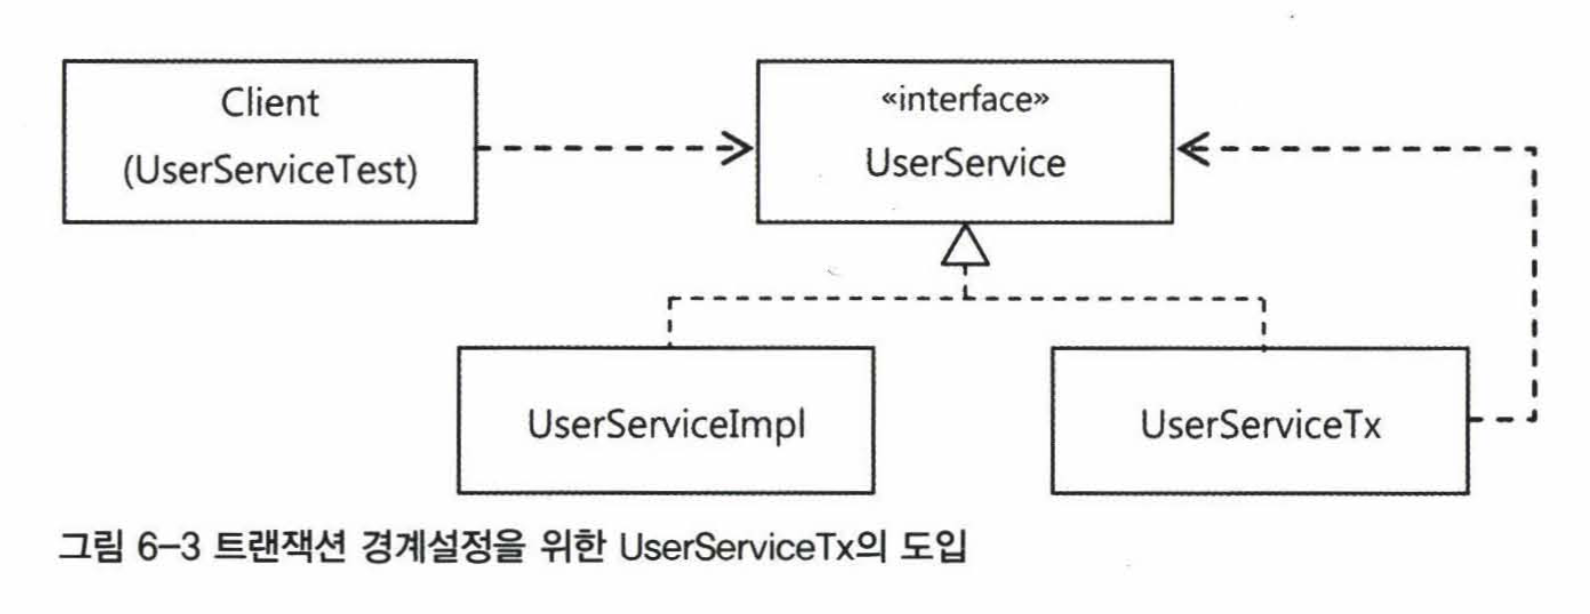 Client
(UserServiceTest)
«interface»
UserService
UserServiceImpl
UserServiceTx
그림 6-3 트랜잭션 경계설정을 위한 UserServiceTx의 도입